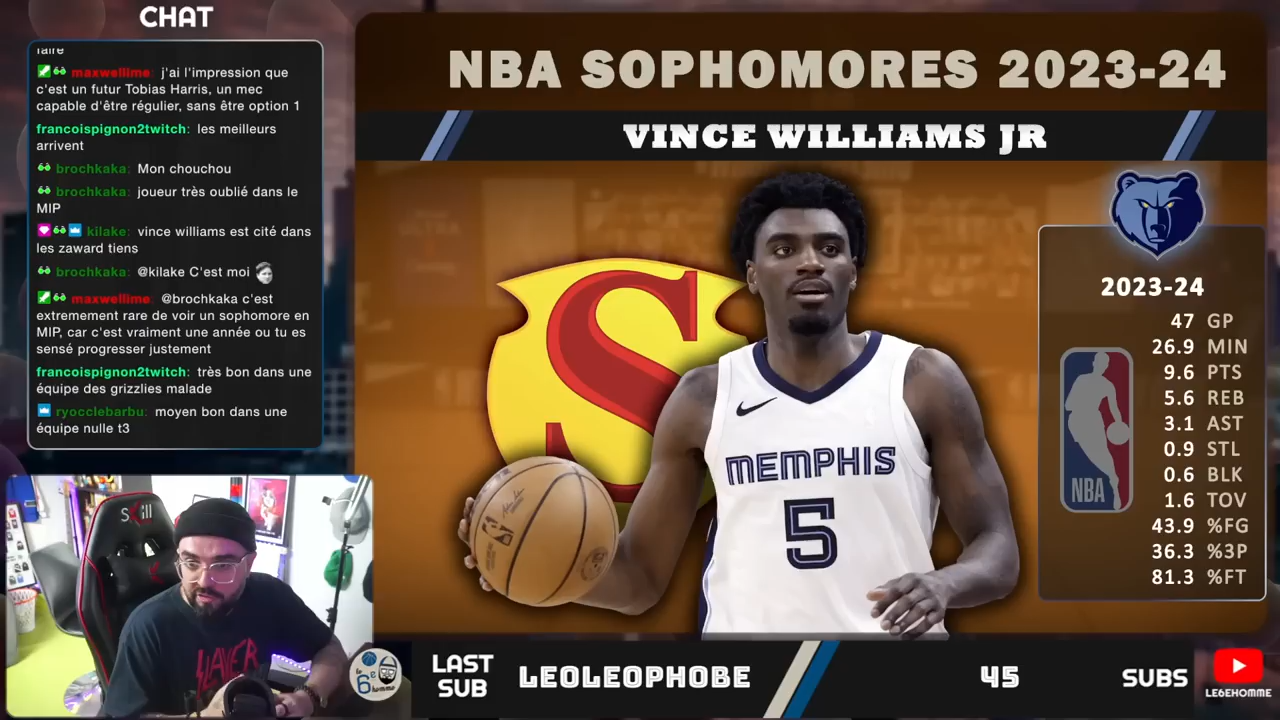 CHAT
faire
maxwellime: j'ai l'impression que
c'est un futur Tobias Harris, un mec
capable d'être régulier, sans être option 1
francoispignon2twitch: les meilleurs
arrivent
brochkaka: Mon chouchou
brochkaka: joueur très oublié dans le
MIP
kilake: vince williams est cité dans
les zaward tiens
brochkaka: @kilake C'est moi
maxwellime: @brochkaka c'est
extremement rare de voir un sophomore en
MIP, car c'est vraiment une année ou tu es
sensé progresser justement
francoispignon2twitch: très bon dans une
équipe des grizzlies malade
ryocclebarbu: moyen bon dans une
équipe nulle t3
NBA SOPHOMORES 2023-24
VINCE WILLIAMS JR
S
MEMPHIS
5
2023-24
47 GP
26.9 MIN
9.6 PTS
5.6 REB
3.1 AST
0.9 STL
0.6 BLK
1.6 TOV
43.9 %FG
36.3 %3P
81.3 %FT
NBA
SLAYER
le
6e
homme
LAST
SUB
LEOLEOPHOBE
45
SUBS
LE6EHOMME